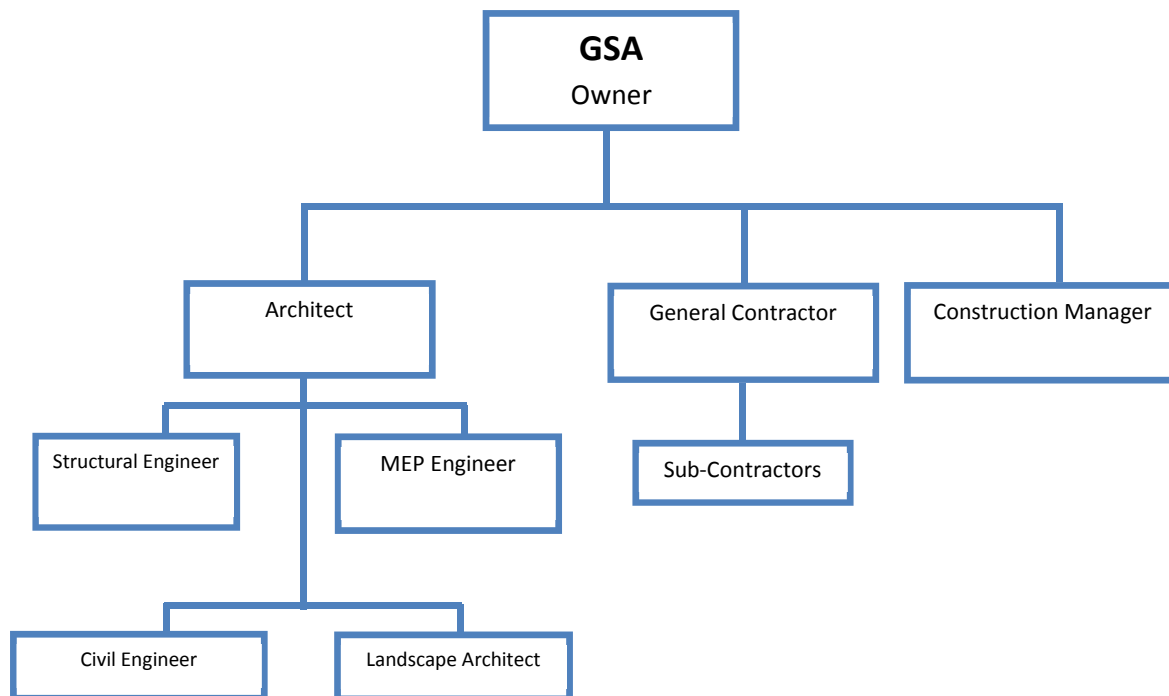 GSA
Owner
Architect
General Contractor
Construction Manager
Structural Engineer
MEP Engineer
Sub-Contractors
Civil Engineer
Landscape Architect